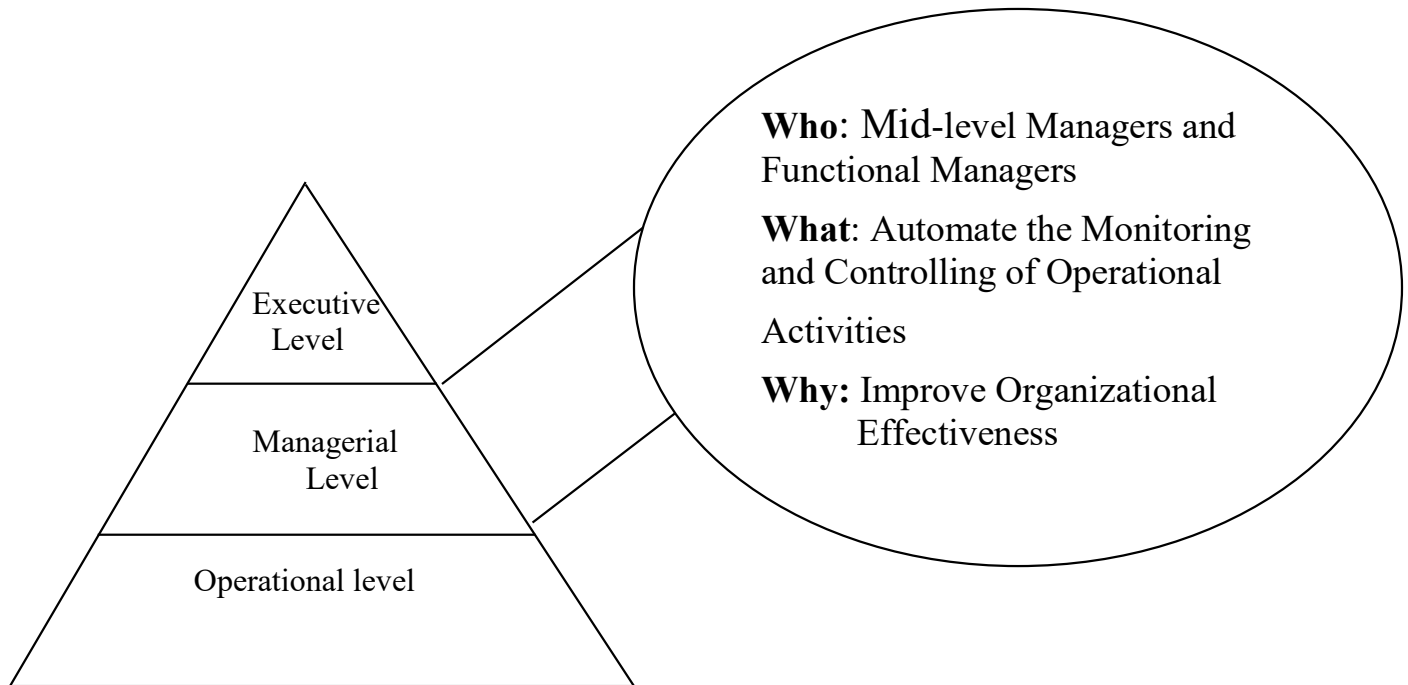 Executive
Level
Managerial
Level
Operational level
Who: Mid-level Managers and
Functional Managers
What: Automate the Monitoring
and Controlling of Operational
Activities
Why: Improve Organizational
Effectiveness